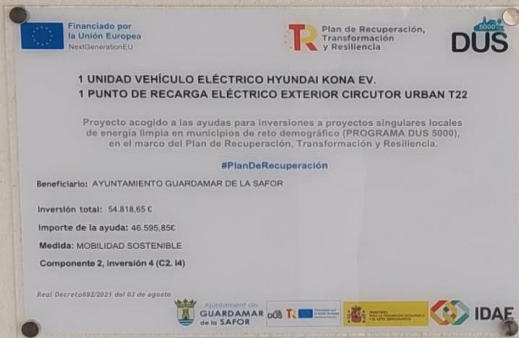 Financiado por
la Unión Europea
NextGenerationEU
Plan de Recuperación,
Transformación
y Resiliencia
5000
DUS
1 UNIDAD VEHÍCULO ELÉCTRICO HYUNDAI KONA EV.
1 PUNTO DE RECARGA ELÉCTRICO EXTERIOR CIRCUTOR URBAN T22
Proyecto acogido a las ayudas para inversiones a proyectos singulares locales
de energía limpia en municipios de reto demográfico (PROGRAMA DUS 5000),
en el marco del Plan de Recuperación, Transformación y Resiliencia.
#PlanDeRecuperación
Beneficiario: AYUNTAMIENTO GUARDAMAR DE LA SAFOR
Inversión total: 54.818,65 €
Importe de la ayuda: 46.595,85€
Medida: MOBILIDAD SOSTENIBLE
Componente 2, inversión 4 (C2. I4)
Real Decreto692/2021 del 03 de agosto
Ajuntament de
GUARDAMAR
de la SAFOR
DUS
IDAE